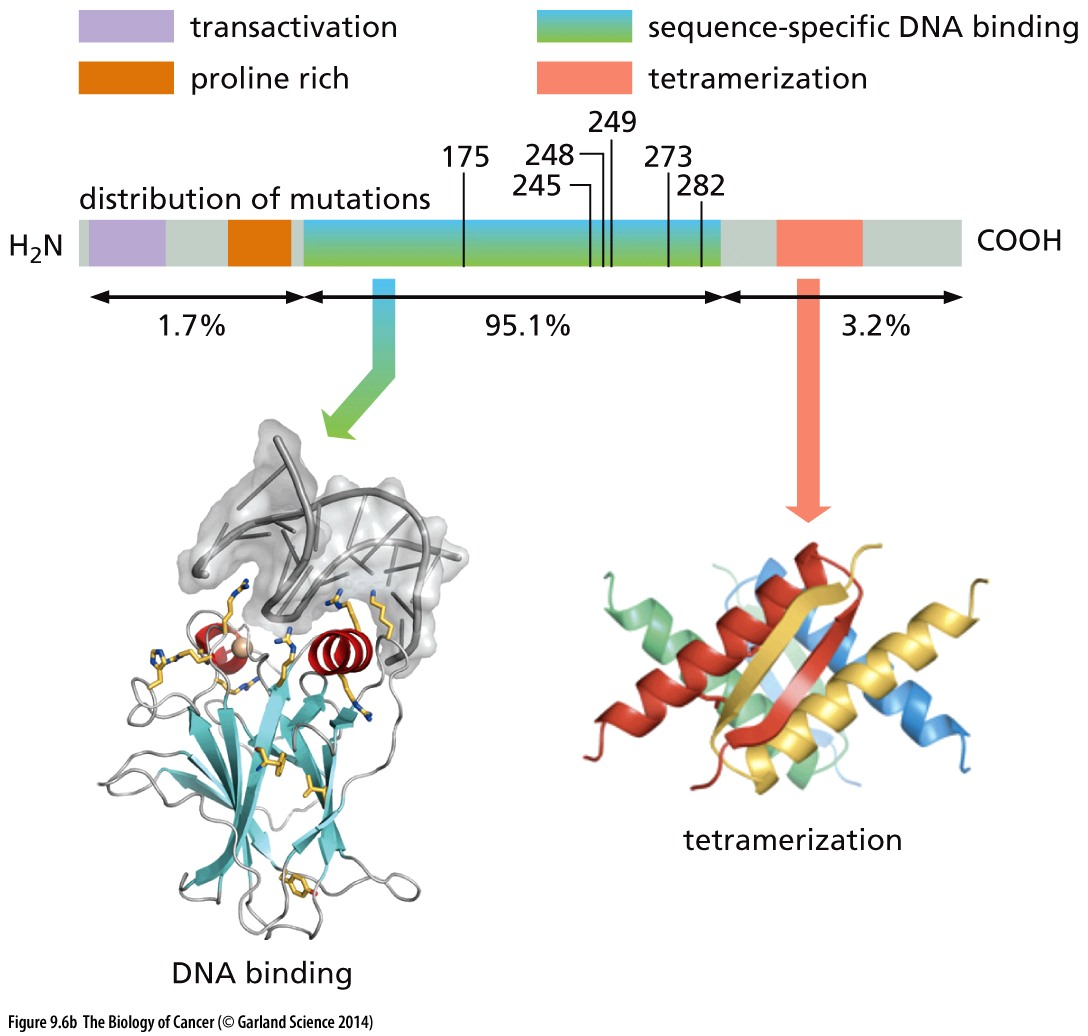 transactivation
sequence-specific DNA binding
proline rich
tetramerization
249
175
248
273
245
282
distribution of mutations
H2N
COOH
1.7%
95.1%
3.2%
tetramerization
DNA binding
Figure 9.6b The Biology of Cancer (© Garland Science 2014)